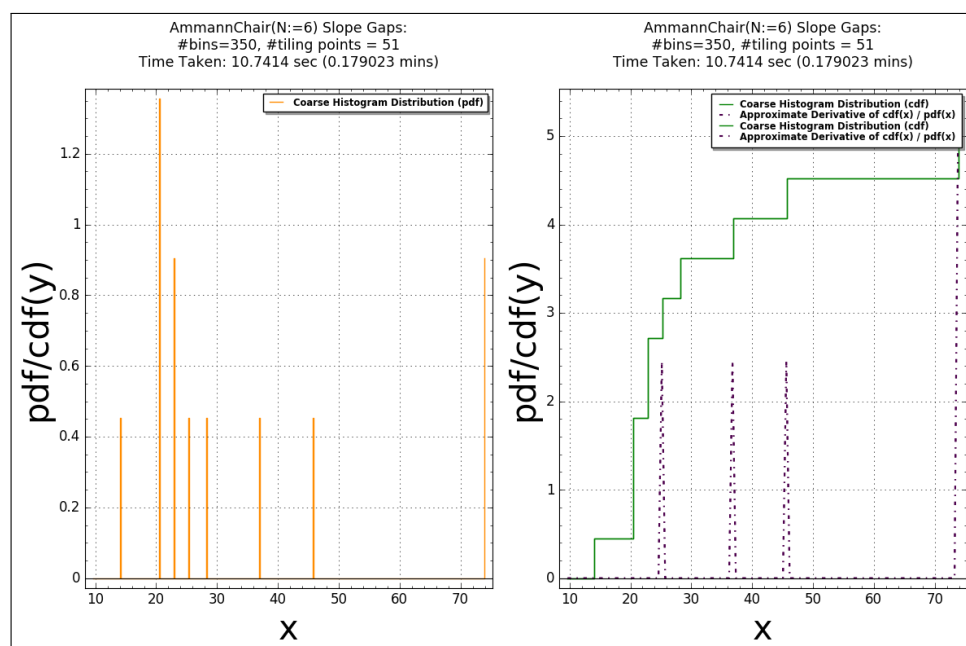 AmmannChair(N:=6) Slope Gaps:
#bins=350, #tiling points = 51
Time Taken: 10.7414 sec (0.179023 mins)
Coarse Histogram Distribution (pdf)
pdf/cdf(y)
1.2
1
0.8
0.6
0.4
0.2
0
10 20 30 40 50 60 70
x
AmmannChair(N:=6) Slope Gaps:
#bins=350, #tiling points = 51
Time Taken: 10.7414 sec (0.179023 mins)
Coarse Histogram Distribution (cdf)
Approximate Derivative of cdf(x) / pdf(x)
Coarse Histogram Distribution (cdf)
Approximate Derivative of cdf(x) / pdf(x)
pdf/cdf(y)
5
4
3
2
1
0
10 20 30 40 50 60 70
x